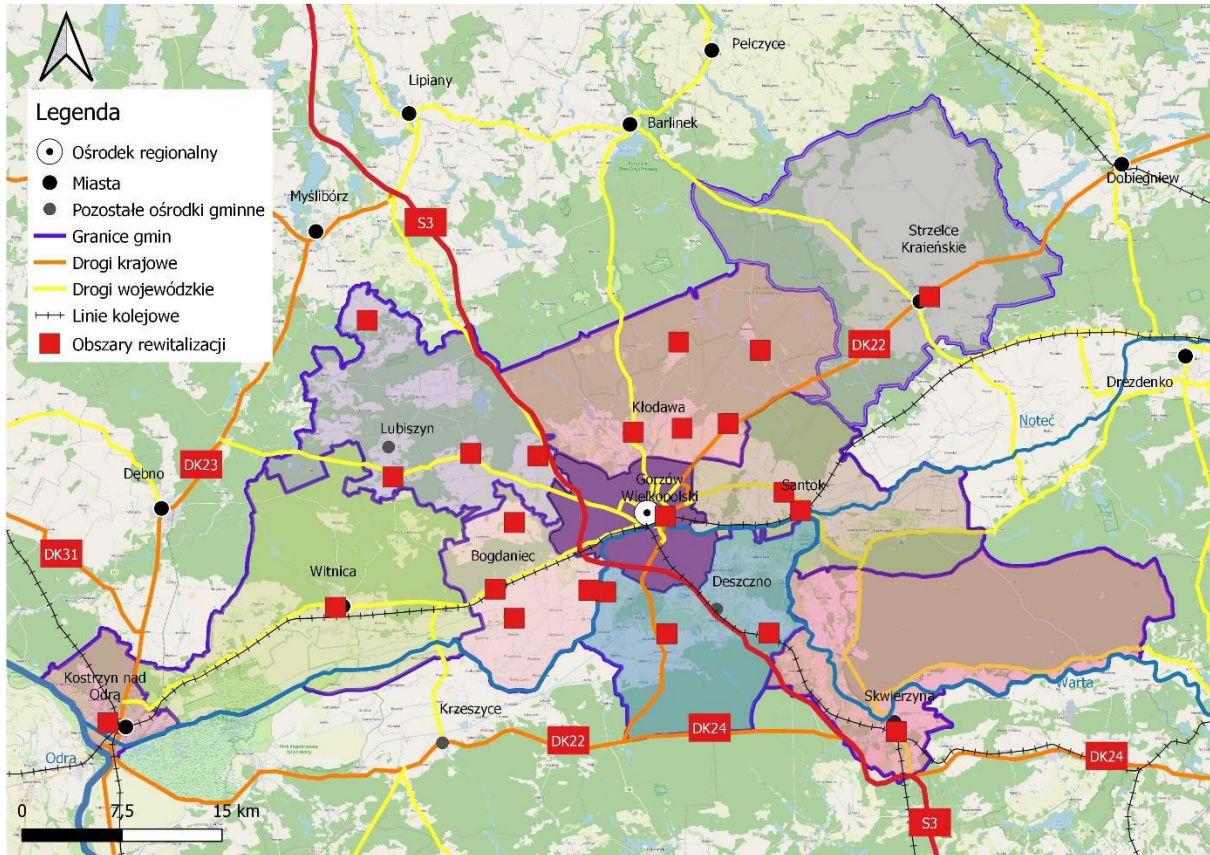 Pełczyce
Lipiany
Barlinek
Legenda
Ośrodek regionalny
Miasta
Pozostałe ośrodki gminne
Granice gmin
Drogi krajowe
Drogi wojewódzkie
Linie kolejowe
Obszary rewitalizacji
Myślibórz
Dobiegniew
S3
Strzelce
Kraieńskie
DK22
Drezdenko
Kłodawa
Noteć
Lubiszyn
DK23
Dębno
Gorzów
Wielkopolski
Santok
DK31
Bogdaniec
Witnica
Deszczno
Kostrzyn nad
Odrą
Skwierzyna
Warta
Krzeszyce
DK22
DK24
DK24
Odra
S3
0 7,5 15 km